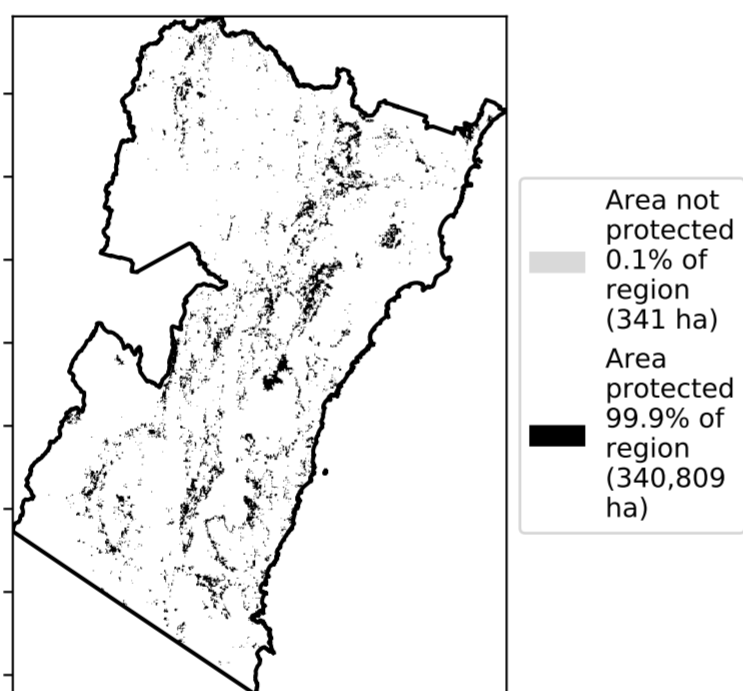 Area not
protected
0.1% of
region
(341 ha)
Area
protected
99.9% of
region
(340,809
ha)